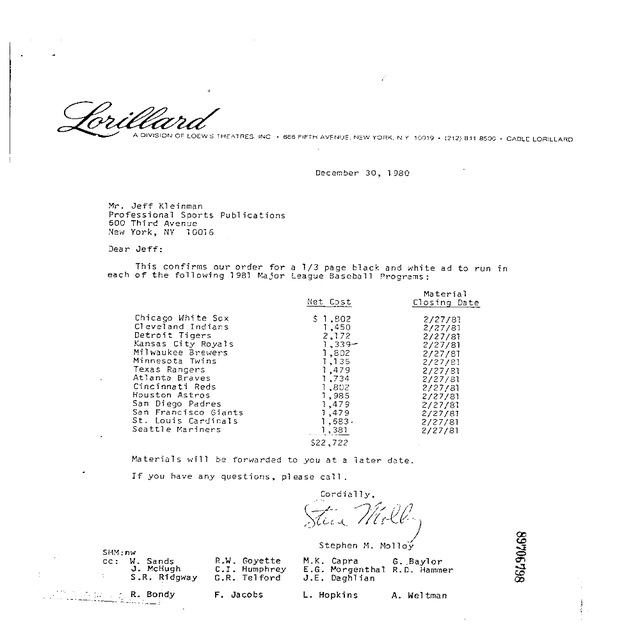 Lorillard
A DIVISION OF LOEW'S THEATRES, INC. • 666 FIFTH AVENUE, NEW YORK, N.Y. 10019 • (212) 841-8500 • CABLE LORILLARD
December 30, 1980
Mr. Jeff Kleinman
Professional Sports Publications
600 Third Avenue
New York, NY 10016
Dear Jeff:
This confirms our order for a 1/3 page black and white ad to run in
each of the following 1981 Major League Baseball Programs:
Material
Net Cost Closing Date
Chicago White Sox $ 1,802 2/27/81
Cleveland Indians 1,450 2/27/81
Detroit Tigers 2,172 2/27/81
Kansas City Royals 1,339 2/27/81
Milwaukee Brewers 1,802 2/27/81
Minnesota Twins 1,135 2/27/81
Texas Rangers 1,479 2/27/81
Atlanta Braves 1,734 2/27/81
Cincinnati Reds 1,802 2/27/81
Houston Astros 1,985 2/27/81
San Diego Padres 1,479 2/27/81
San Francisco Giants 1,479 2/27/81
St. Louis Cardinals 1,683 2/27/81
Seattle Mariners 1,381 2/27/81
$22,722
Materials will be forwarded to you at a later date.
If you have any questions, please call.
Cordially,
Steve Molloy
Stephen M. Molloy
SHM:nw
cc: W. Sands R.W. Goyette M.K. Capra G. Baylor
J. McHugh C.I. Humphrey E.G. Morgenthal R.D. Hammer
S.R. Ridgway G.R. Telford J.E. Daghlian
R. Bondy F. Jacobs L. Hopkins A. Weltman
89706798